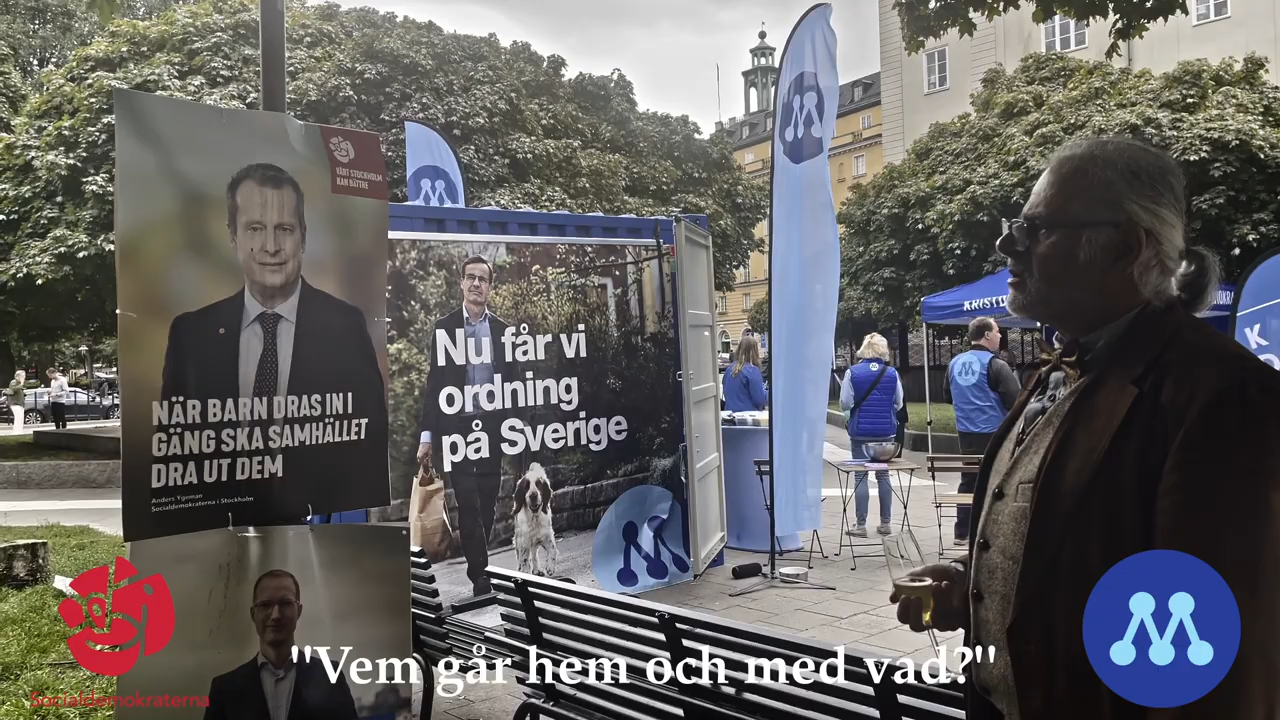 VÅRT STOCKHOLM
KAN BÄTTRE
NÄR BARN DRAS IN I
GÄNG SKA SAMHÄLLET
DRA UT DEM
Anders Ygeman
Socialdemokraterna i Stockholm
Nu får vi
ordning
på Sverige
M
M
M
M
KRISTD
K
Socialdemokraterna
"Vem går hem och med vad?"
M